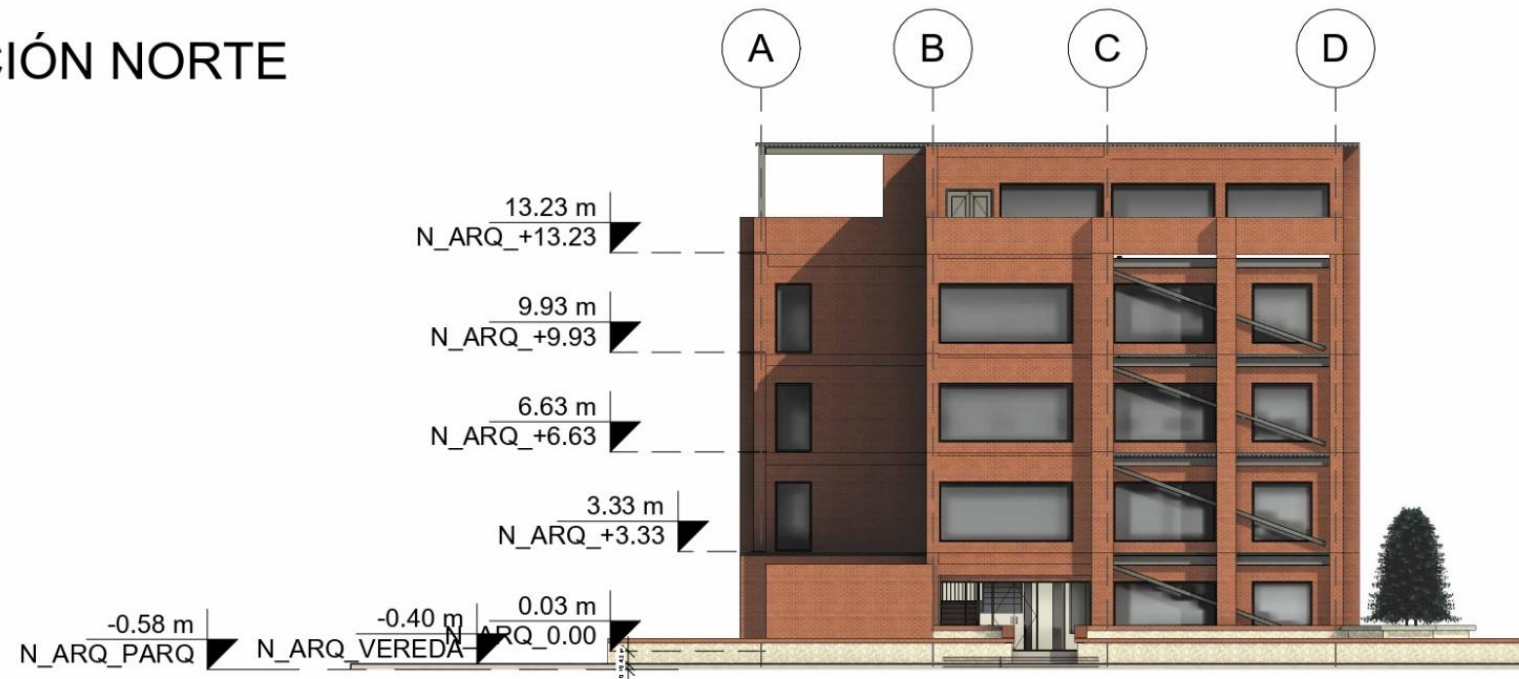 CIÓN NORTE
A
B
C
D
13.23 m
N_ARQ_+13.23
9.93 m
N_ARQ_+9.93
6.63 m
N_ARQ_+6.63
3.33 m
N_ARQ_+3.33
0.03 m
N_ARQ_0.00
-0.40 m
N_ARQ_VEREDA
-0.58 m
N_ARQ_PARQ